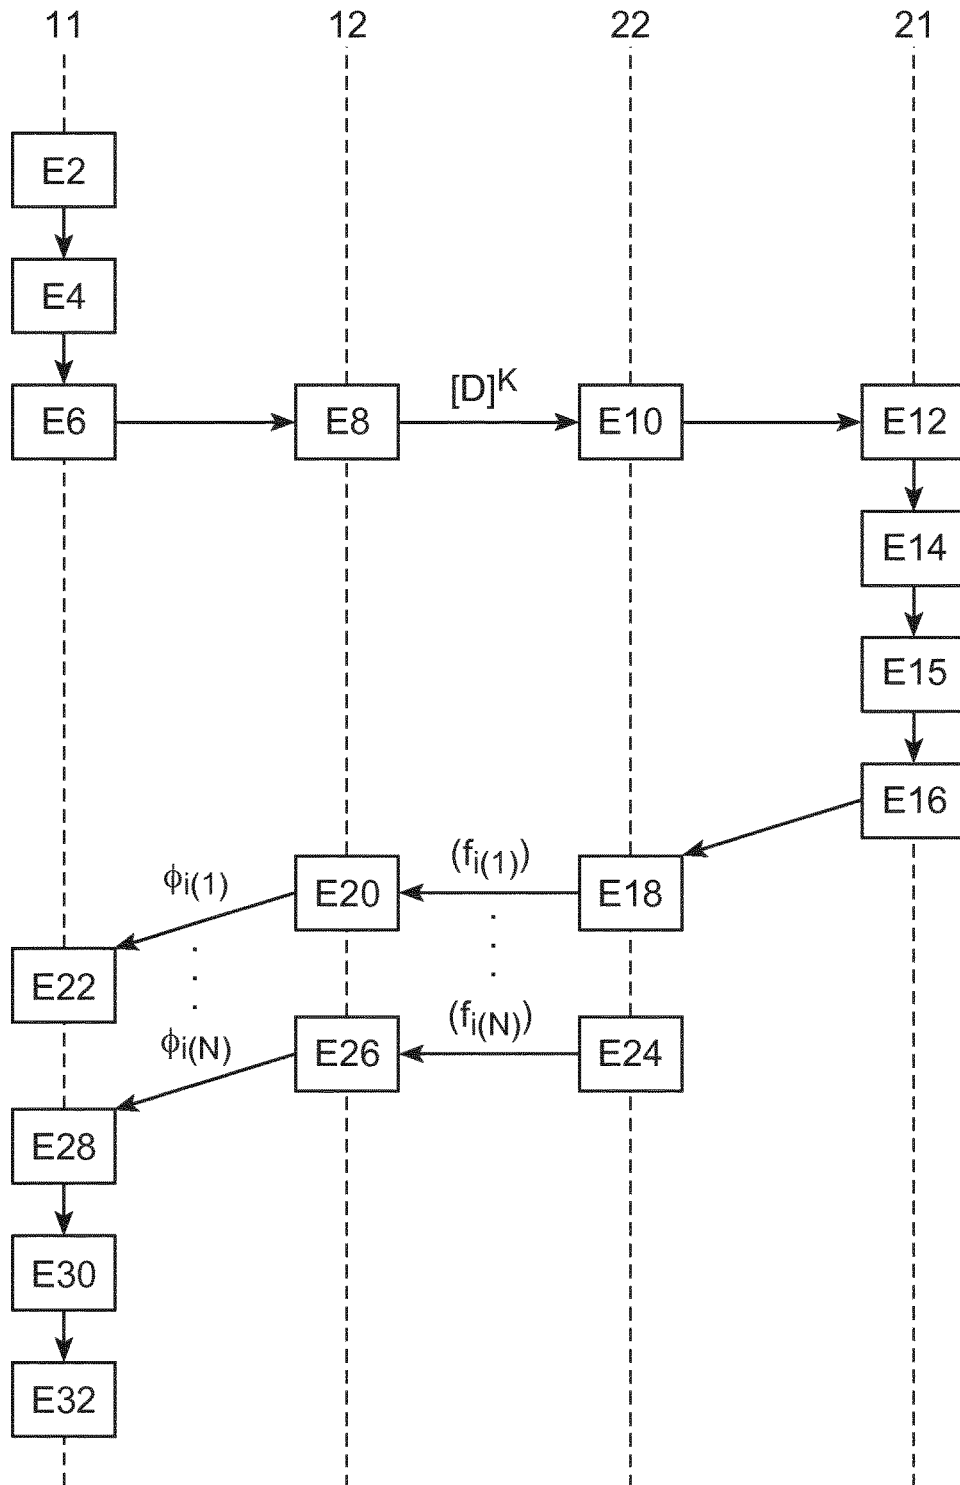 11 12 22 21
E2
E4
[D]^K
E6 E8 E10 E12
E14
E15
E16
(f_i(1))
ϕ_i(1) E20 E18
E22
(f_i(N))
ϕ_i(N) E26 E24
E28
E30
E32